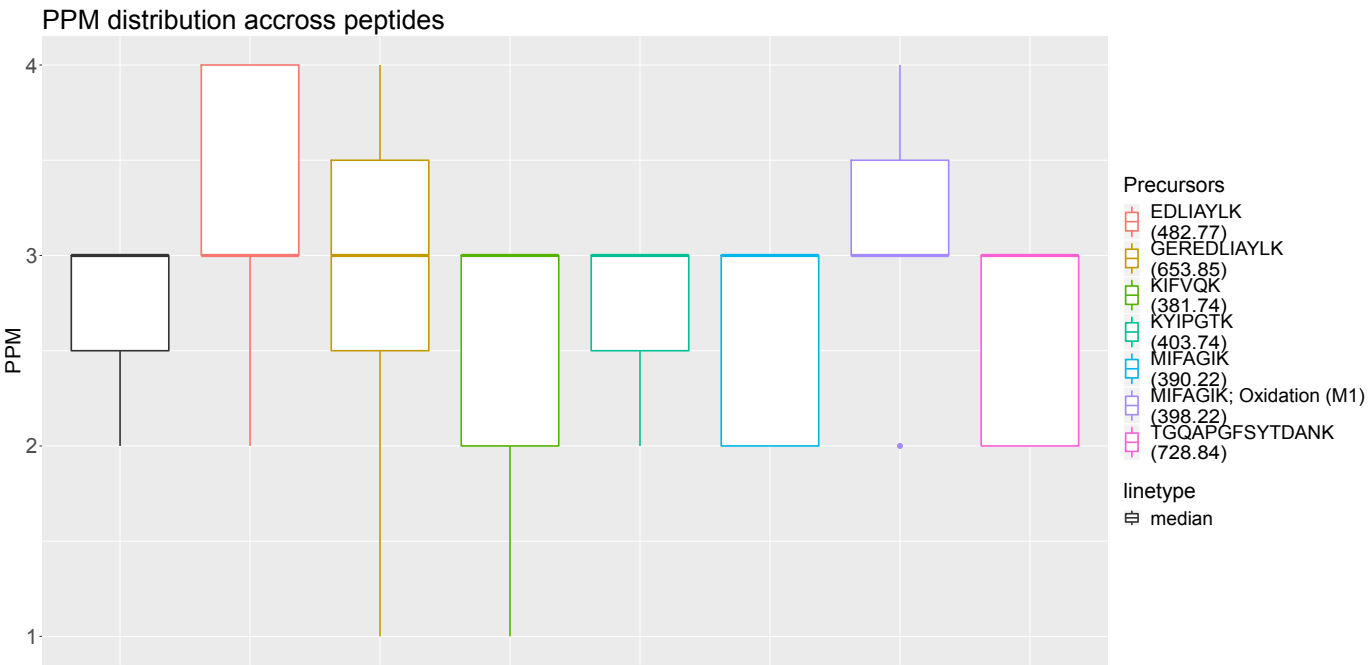 PPM distribution accross peptides
4
3
2
1
PPM
Precursors
EDLIAYLK
(482.77)
GEREDLIAYLK
(653.85)
KIFVQK
(381.74)
KYIPGTK
(403.74)
MIFAGIK
(390.22)
MIFAGIK; Oxidation (M1)
(398.22)
TGQAPGFSYTDANK
(728.84)
linetype
median